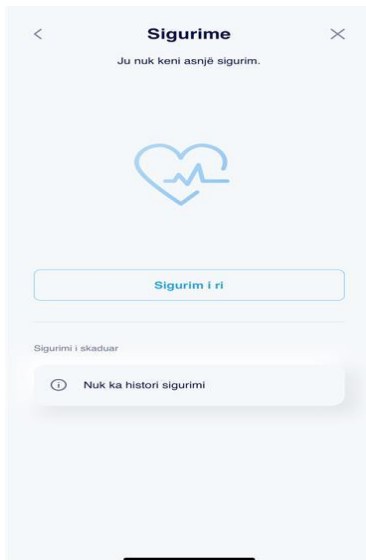 Sigurime
Ju nuk keni asnjë sigurim.
Sigurim i ri
Sigurimi i skaduar
Nuk ka histori sigurimi